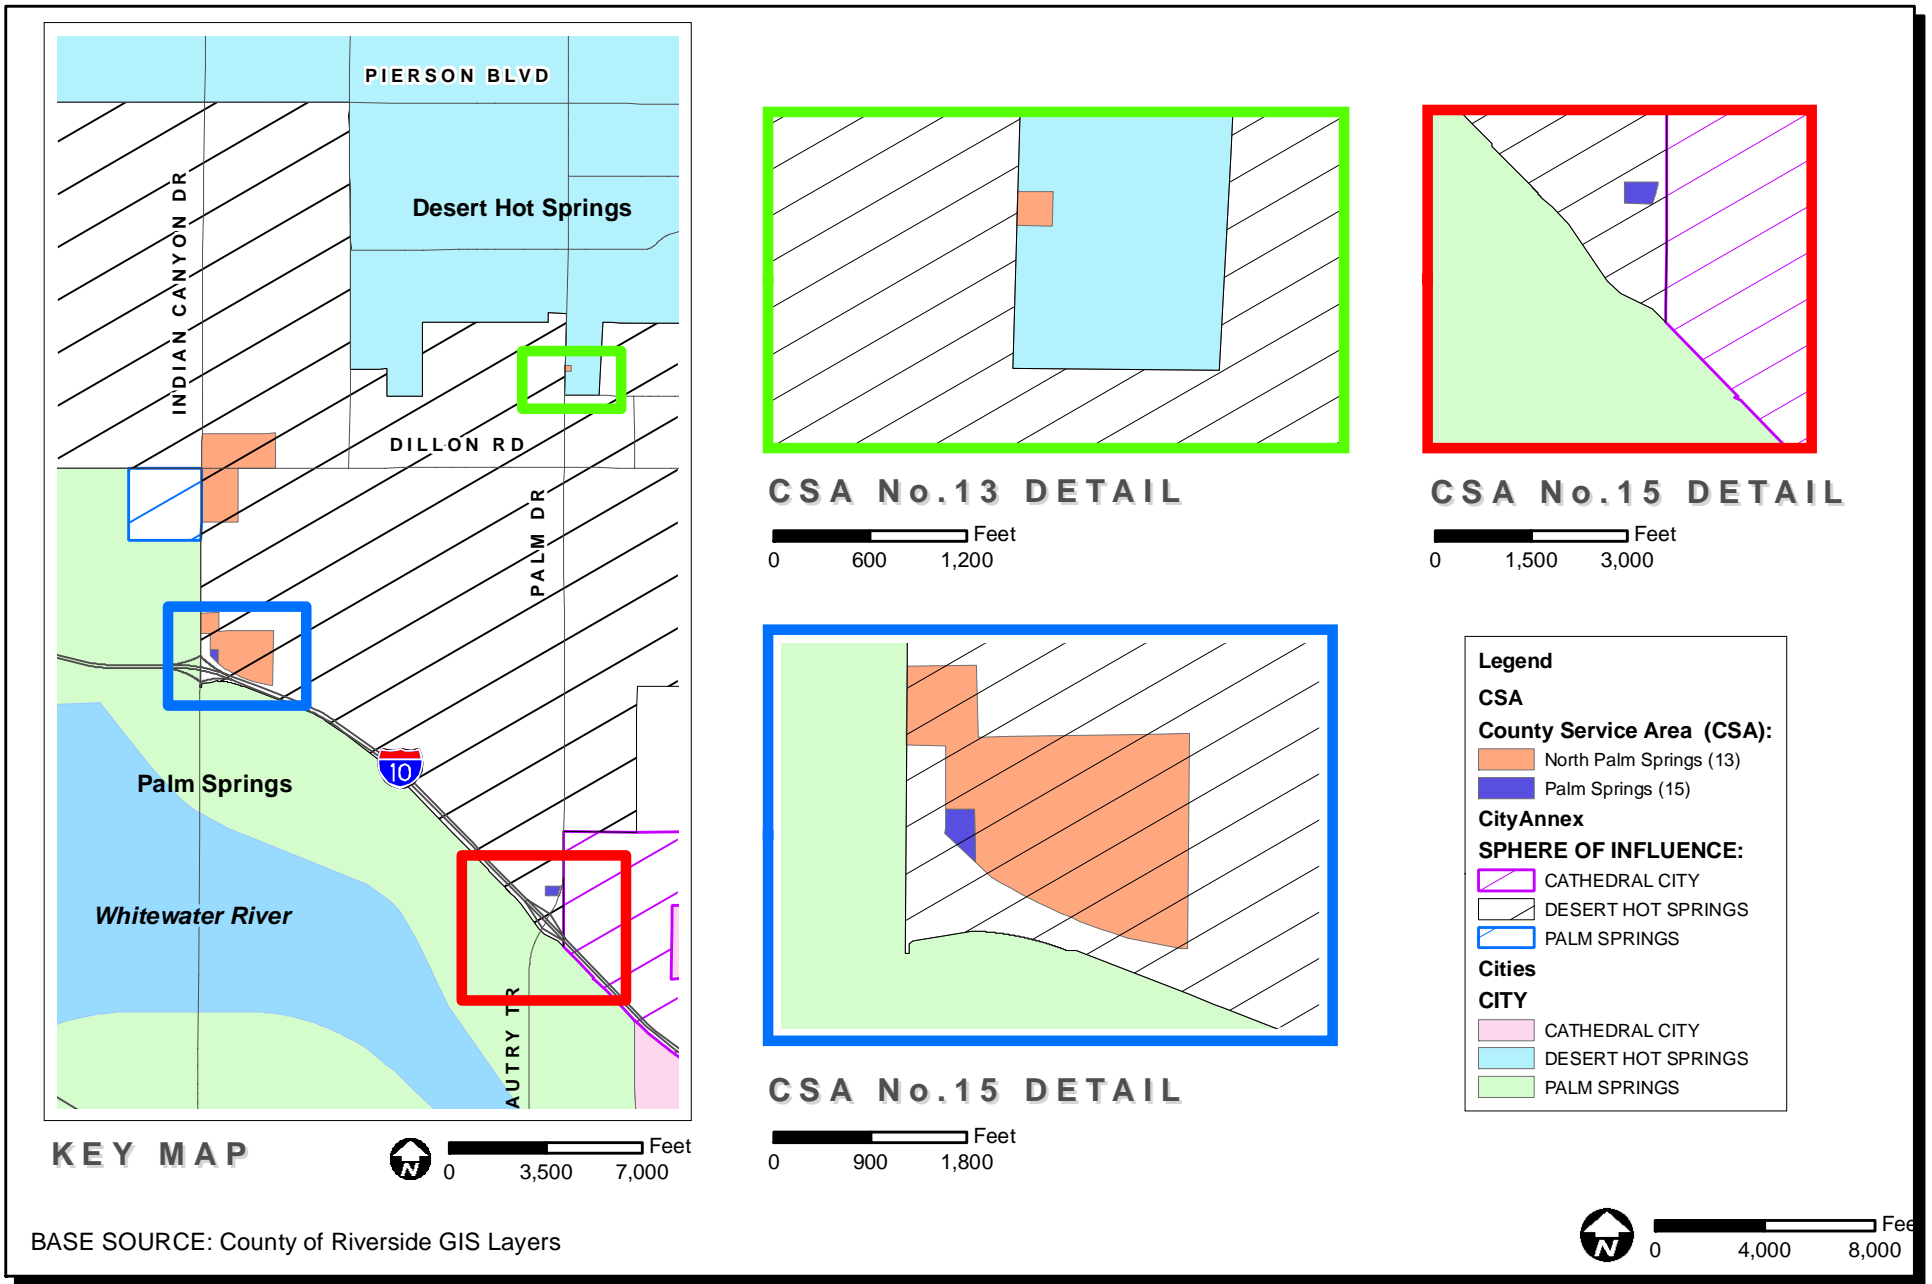 PIERSON BLVD
Desert Hot Springs
INDIAN CANYON DR
DILLON RD
PALM DR
10
Palm Springs
Whitewater River
AUTRY TR
KEY MAP
N
Feet
0 3,500 7,000
BASE SOURCE: County of Riverside GIS Layers
CSA No.13 DETAIL
Feet
0 600 1,200
CSA No.15 DETAIL
Feet
0 1,500 3,000
CSA No.15 DETAIL
Feet
0 900 1,800
Legend
CSA
County Service Area (CSA):
North Palm Springs (13)
Palm Springs (15)
CityAnnex
SPHERE OF INFLUENCE:
CATHEDRAL CITY
DESERT HOT SPRINGS
PALM SPRINGS
Cities
CITY
CATHEDRAL CITY
DESERT HOT SPRINGS
PALM SPRINGS
N
Fee
0 4,000 8,000